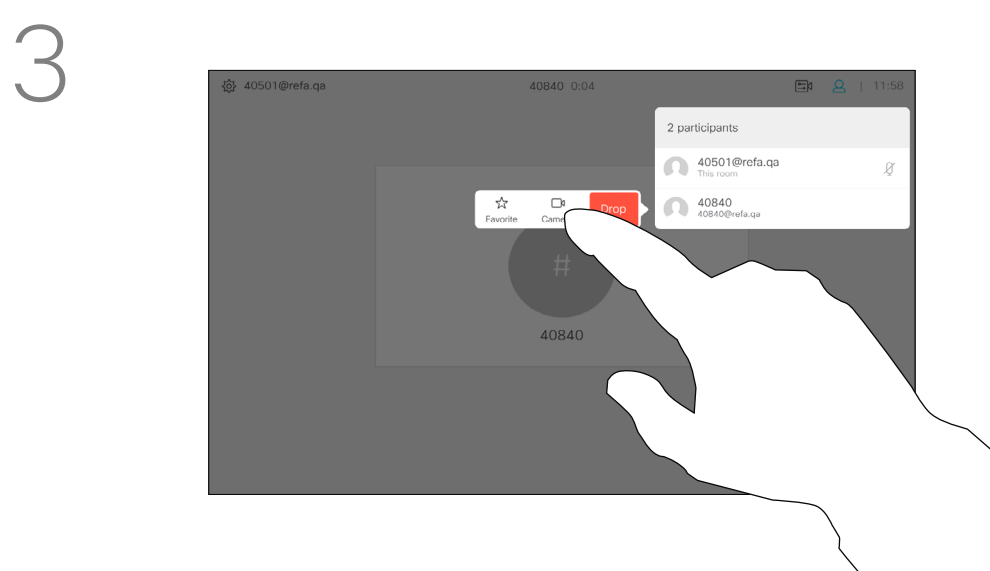 3
40501@refa.qa
40840 0:04
| 11:58
2 participants
40501@refa.qa
This room
Favorite
Drop
40840
40840@refa.qa
#
40840